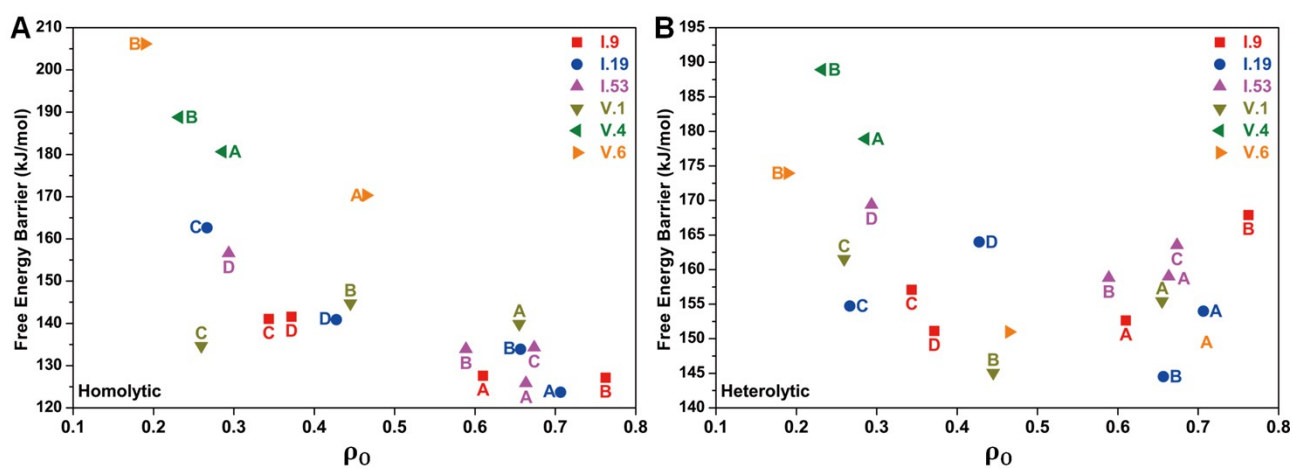 A
Free Energy Barrier (kJ/mol)
210
200
190
180
170
160
150
140
130
120
0.1 0.2 0.3 0.4 0.5 0.6 0.7 0.8
ρ₀
Homolytic
I.9
I.19
I.53
V.1
V.4
V.6
B
B
A
A
C
D
C
D
C
D
B
A
B
B
C
A
A
A
B
B
Free Energy Barrier (kJ/mol)
195
190
185
180
175
170
165
160
155
150
145
140
0.1 0.2 0.3 0.4 0.5 0.6 0.7 0.8
ρ₀
Heterolytic
I.9
I.19
I.53
V.1
V.4
V.6
B
A
B
D
C
D
C
C
D
B
B
C
A
A
B
A
A
A
B